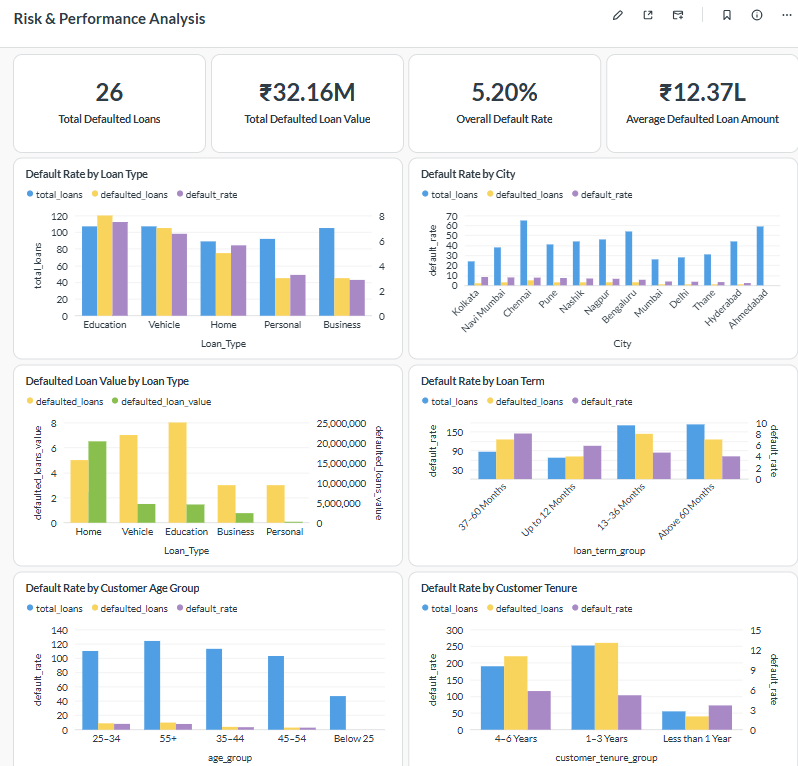 Risk & Performance Analysis
26
Total Defaulted Loans
₹32.16M
Total Defaulted Loan Value
5.20%
Overall Default Rate
₹12.37L
Average Defaulted Loan Amount
Default Rate by Loan Type
total_loans defaulted_loans default_rate
total_loans
120
100
80
60
40
20
0
8
6
4
2
0
Education Vehicle Home Personal Business
Loan_Type
Default Rate by City
total_loans defaulted_loans default_rate
default_rate
70
60
50
40
30
20
10
0
Kolkata Navi Mumbai Chennai Pune Nashik Nagpur Bengaluru Mumbai Delhi Thane Hyderabad Ahmedabad
City
Defaulted Loan Value by Loan Type
defaulted_loans defaulted_loan_value
defaulted_loans_value
8
6
4
2
0
25,000,000
20,000,000
15,000,000
10,000,000
5,000,000
0
defaulted_loans_value
Home Vehicle Education Business Personal
Loan_Type
Default Rate by Loan Term
total_loans defaulted_loans default_rate
default_rate
150
90
30
10
8
6
4
2
0
default_rate
37–60 Months Up to 12 Months 13–36 Months Above 60 Months
loan_term_group
Default Rate by Customer Age Group
total_loans defaulted_loans default_rate
default_rate
140
120
100
80
60
40
20
0
25–34 55+ 35–44 45–54 Below 25
age_group
Default Rate by Customer Tenure
total_loans defaulted_loans default_rate
default_rate
300
250
200
150
100
50
0
15
12
9
6
3
0
default_rate
4–6 Years 1–3 Years Less than 1 Year
customer_tenure_group